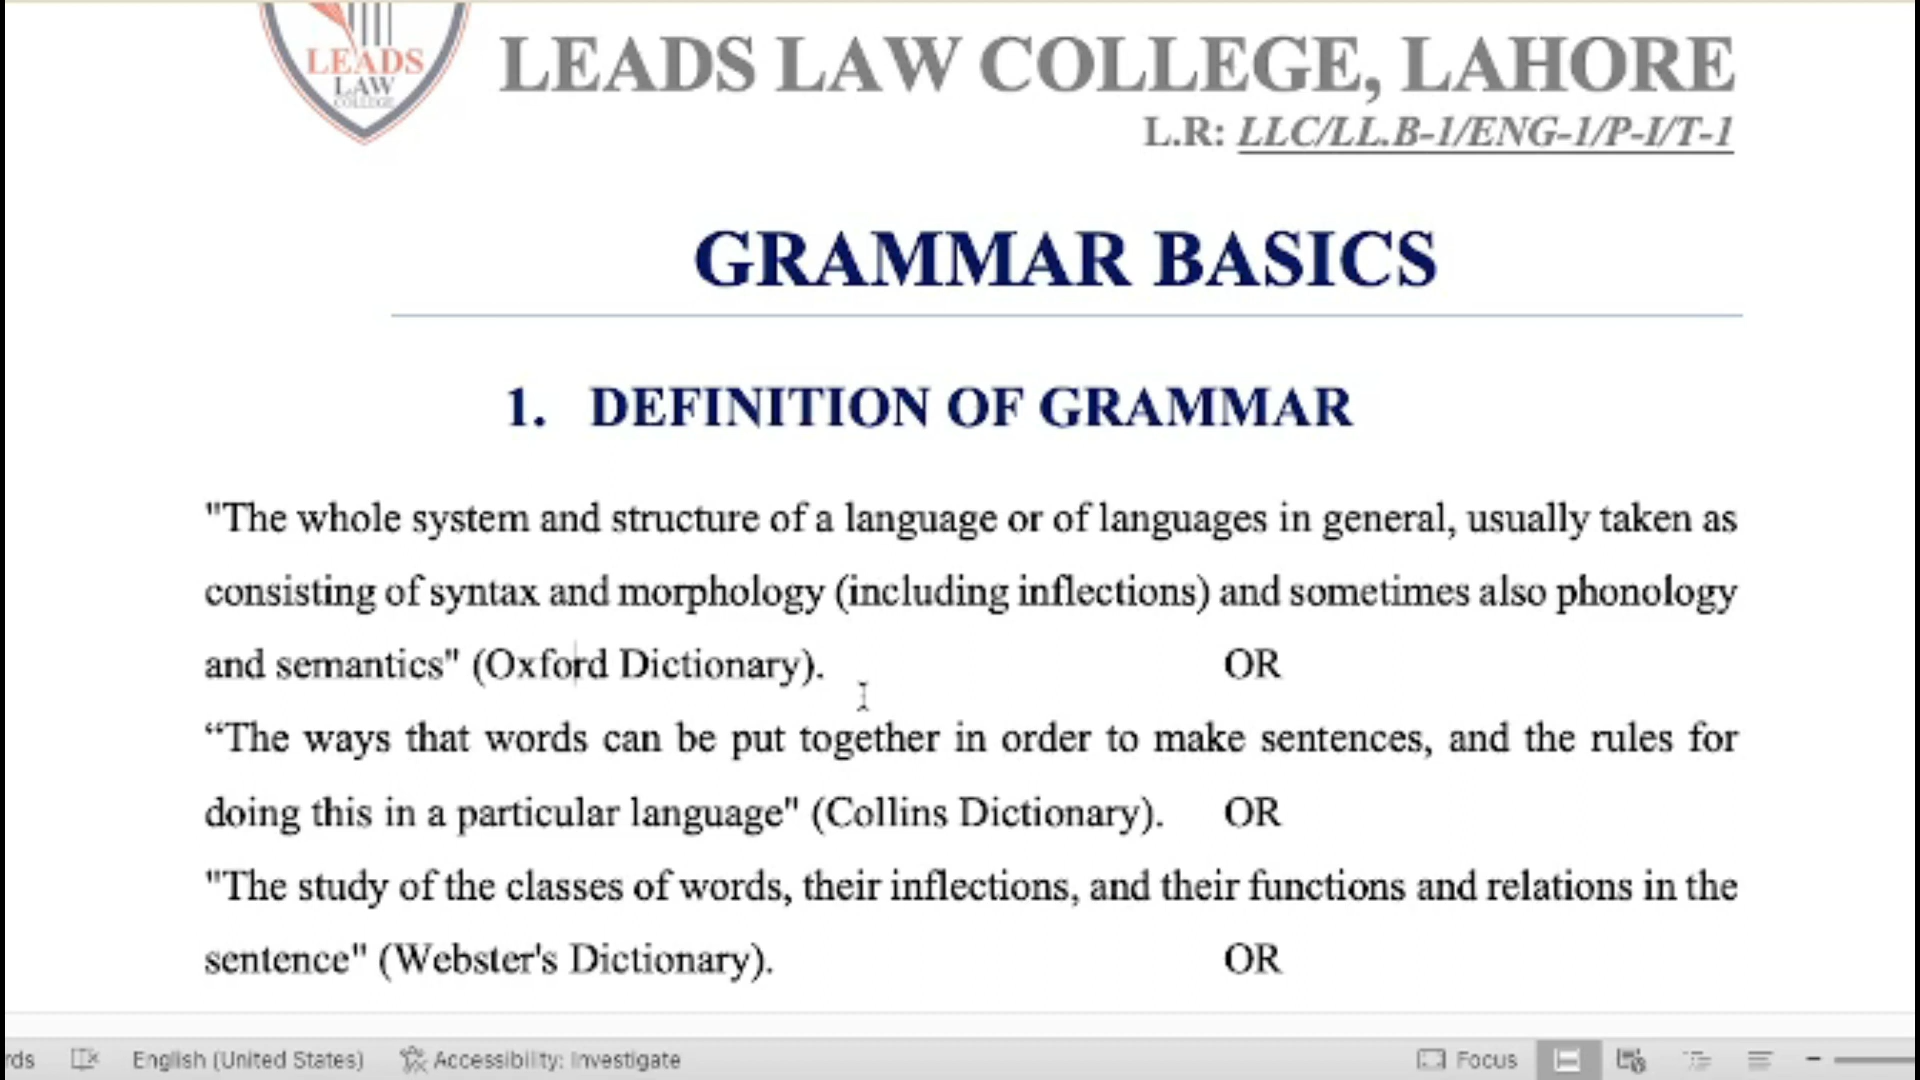 LEADS
LAW
COLLEGE
LEADS LAW COLLEGE, LAHORE
L.R: LLC/LL.B-1/ENG-1/P-I/T-1
GRAMMAR BASICS
1. DEFINITION OF GRAMMAR
"The whole system and structure of a language or of languages in general, usually taken as
consisting of syntax and morphology (including inflections) and sometimes also phonology
and semantics" (Oxford Dictionary). OR
“The ways that words can be put together in order to make sentences, and the rules for
doing this in a particular language" (Collins Dictionary). OR
"The study of the classes of words, their inflections, and their functions and relations in the
sentence" (Webster's Dictionary). OR
rds English (United States) Accessibility: Investigate Focus